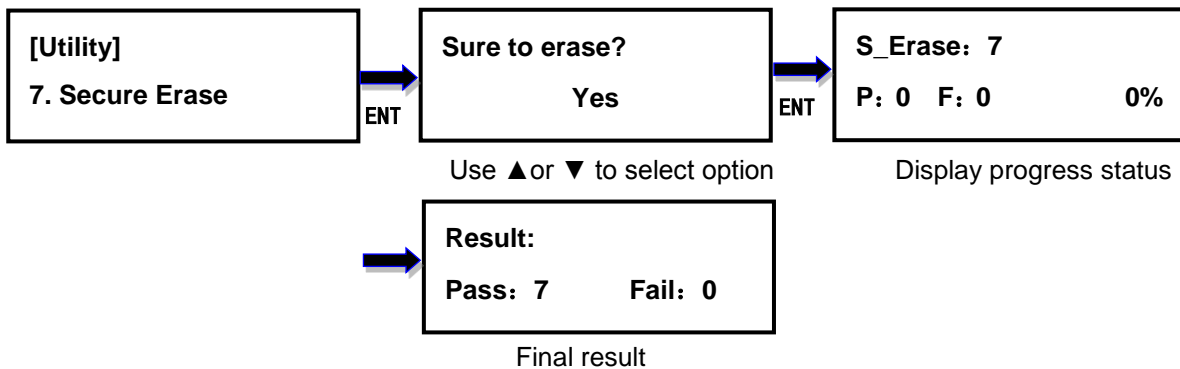 [Utility]
7. Secure Erase
ENT
Sure to erase?
Yes
Use ▲or ▼ to select option
ENT
S_Erase：7
P：0 F：0 0%
Display progress status
Result:
Pass：7 Fail：0
Final result